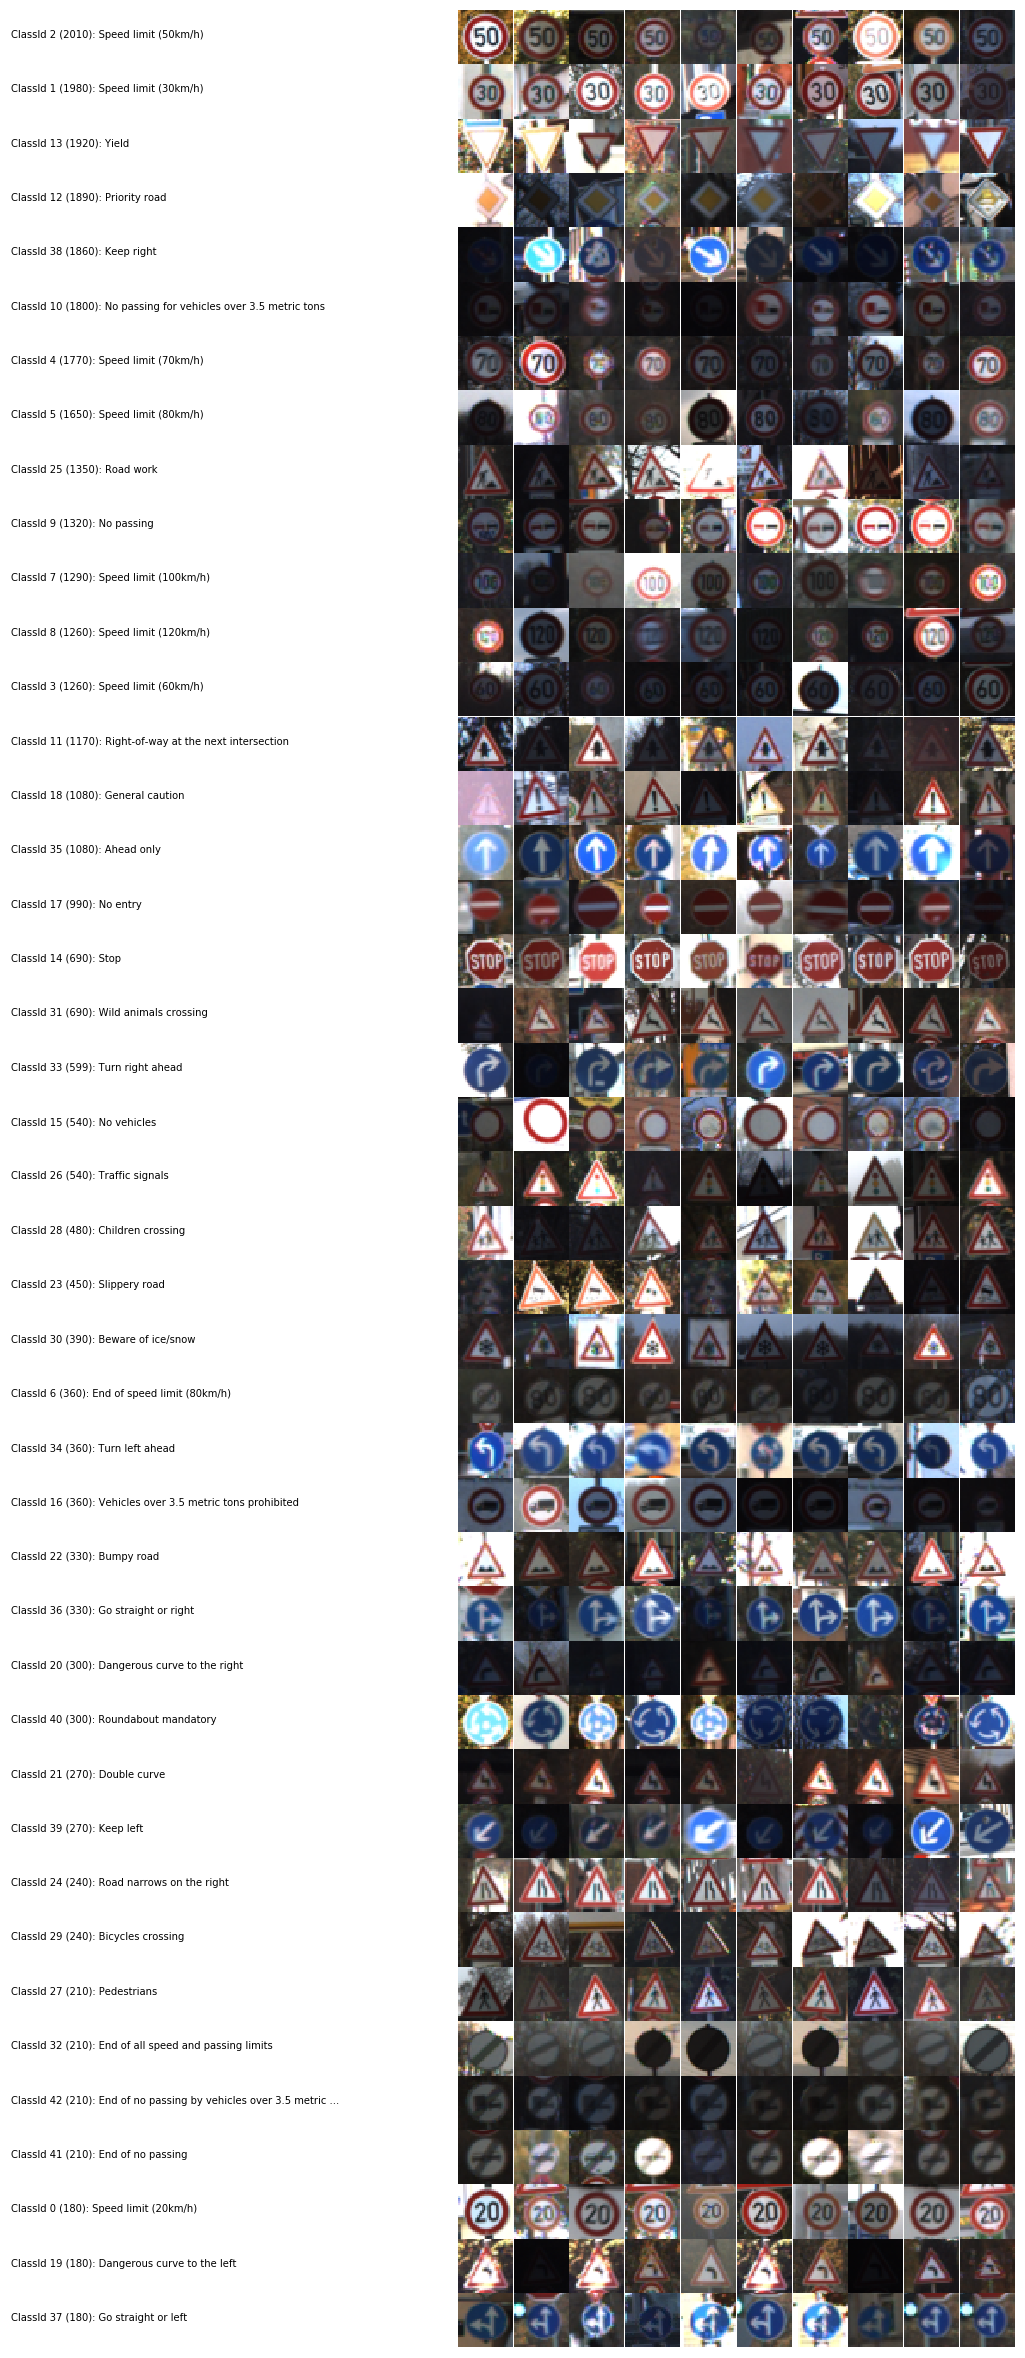 ClassId 2 (2010): Speed limit (50km/h)
50 50 50 50 50 50 50 50 50 50
ClassId 1 (1980): Speed limit (30km/h)
30 30 30 30 30 30 30 30 30 30
ClassId 13 (1920): Yield
ClassId 12 (1890): Priority road
ClassId 38 (1860): Keep right
ClassId 10 (1800): No passing for vehicles over 3.5 metric tons
ClassId 4 (1770): Speed limit (70km/h)
70 70 70 70 70 70 70 70 70 70
ClassId 5 (1650): Speed limit (80km/h)
80 80 80 80 80 80 80 80 80 80
ClassId 25 (1350): Road work
ClassId 9 (1320): No passing
ClassId 7 (1290): Speed limit (100km/h)
100 100 100 100 100 100 100
ClassId 8 (1260): Speed limit (120km/h)
120 120 120 120 120 120 120 120
ClassId 3 (1260): Speed limit (60km/h)
60 60 60 60 60 60 60 60 60 60
ClassId 11 (1170): Right-of-way at the next intersection
ClassId 18 (1080): General caution
ClassId 35 (1080): Ahead only
ClassId 17 (990): No entry
ClassId 14 (690): Stop
STOP STOP STOP STOP STOP STOP STOP STOP STOP STOP
ClassId 31 (690): Wild animals crossing
ClassId 33 (599): Turn right ahead
ClassId 15 (540): No vehicles
ClassId 26 (540): Traffic signals
ClassId 28 (480): Children crossing
ClassId 23 (450): Slippery road
ClassId 30 (390): Beware of ice/snow
ClassId 6 (360): End of speed limit (80km/h)
80 80 80 80 80
ClassId 34 (360): Turn left ahead
ClassId 16 (360): Vehicles over 3.5 metric tons prohibited
ClassId 22 (330): Bumpy road
ClassId 36 (330): Go straight or right
ClassId 20 (300): Dangerous curve to the right
ClassId 40 (300): Roundabout mandatory
ClassId 21 (270): Double curve
ClassId 39 (270): Keep left
ClassId 24 (240): Road narrows on the right
ClassId 29 (240): Bicycles crossing
ClassId 27 (210): Pedestrians
ClassId 32 (210): End of all speed and passing limits
ClassId 42 (210): End of no passing by vehicles over 3.5 metric ...
ClassId 41 (210): End of no passing
ClassId 0 (180): Speed limit (20km/h)
20 20 20 20 20 20 20 20 20 20
ClassId 19 (180): Dangerous curve to the left
ClassId 37 (180): Go straight or left